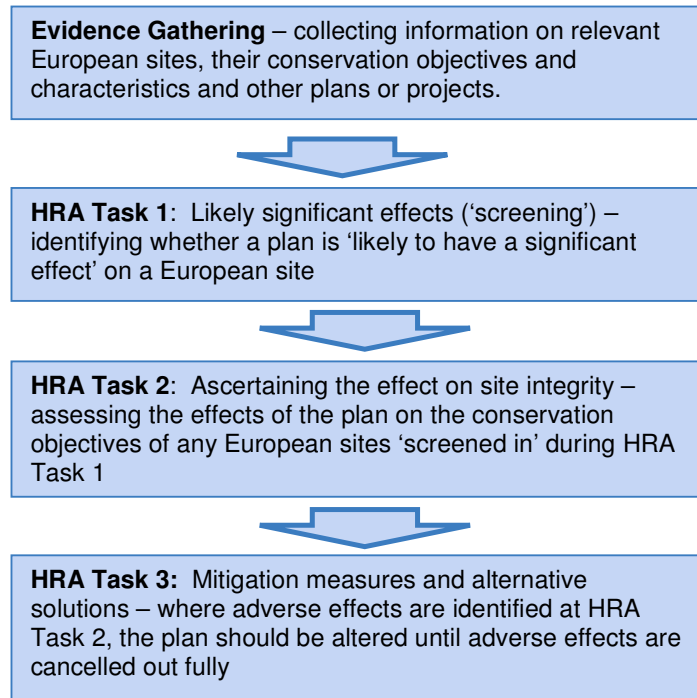 Evidence Gathering – collecting information on relevant
European sites, their conservation objectives and
characteristics and other plans or projects.
HRA Task 1:  Likely significant effects (‘screening’) –
identifying whether a plan is ‘likely to have a significant
effect’ on a European site
HRA Task 2:  Ascertaining the effect on site integrity –
assessing the effects of the plan on the conservation
objectives of any European sites ‘screened in’ during HRA
Task 1
HRA Task 3:  Mitigation measures and alternative
solutions – where adverse effects are identified at HRA
Task 2, the plan should be altered until adverse effects are
cancelled out fully